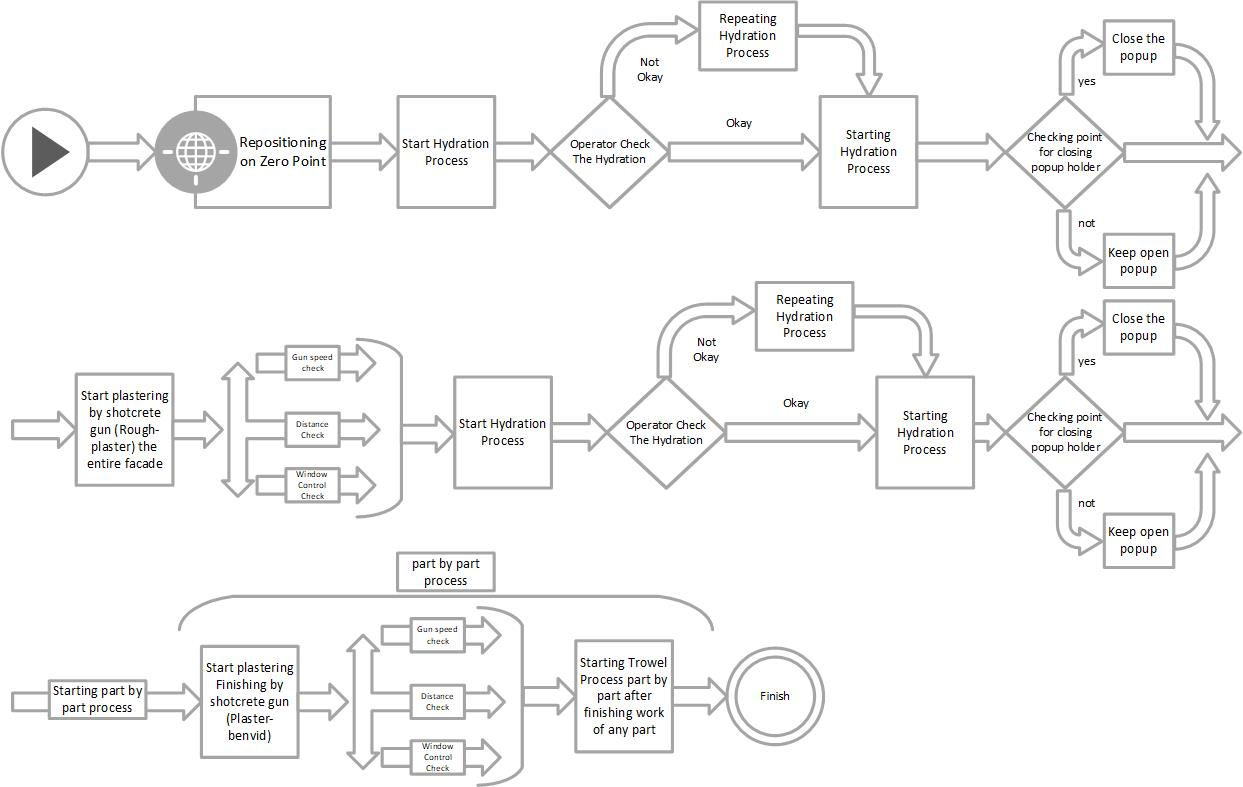 Repositioning
on Zero Point
Start Hydration
Process
Operator Check
The Hydration
Not
Okay
Repeating
Hydration
Process
Okay
Starting
Hydration
Process
Checking point
for closing
popup holder
yes
Close the
popup
not
Keep open
popup
Start plastering
by shotcrete
gun (Rough-
plaster) the
entire facade
Gun speed
check
Distance
Check
Window
Control
Check
Start Hydration
Process
Operator Check
The Hydration
Not
Okay
Repeating
Hydration
Process
Okay
Starting
Hydration
Process
Checking point
for closing
popup holder
yes
Close the
popup
not
Keep open
popup
part by part
process
Starting part by
part process
Start plastering
Finishing by
shotcrete gun
(Plaster-
benvid)
Gun speed
check
Distance
Check
Window
Control
Check
Starting Trowel
Process part by
part after
finishing work
of any part
Finish